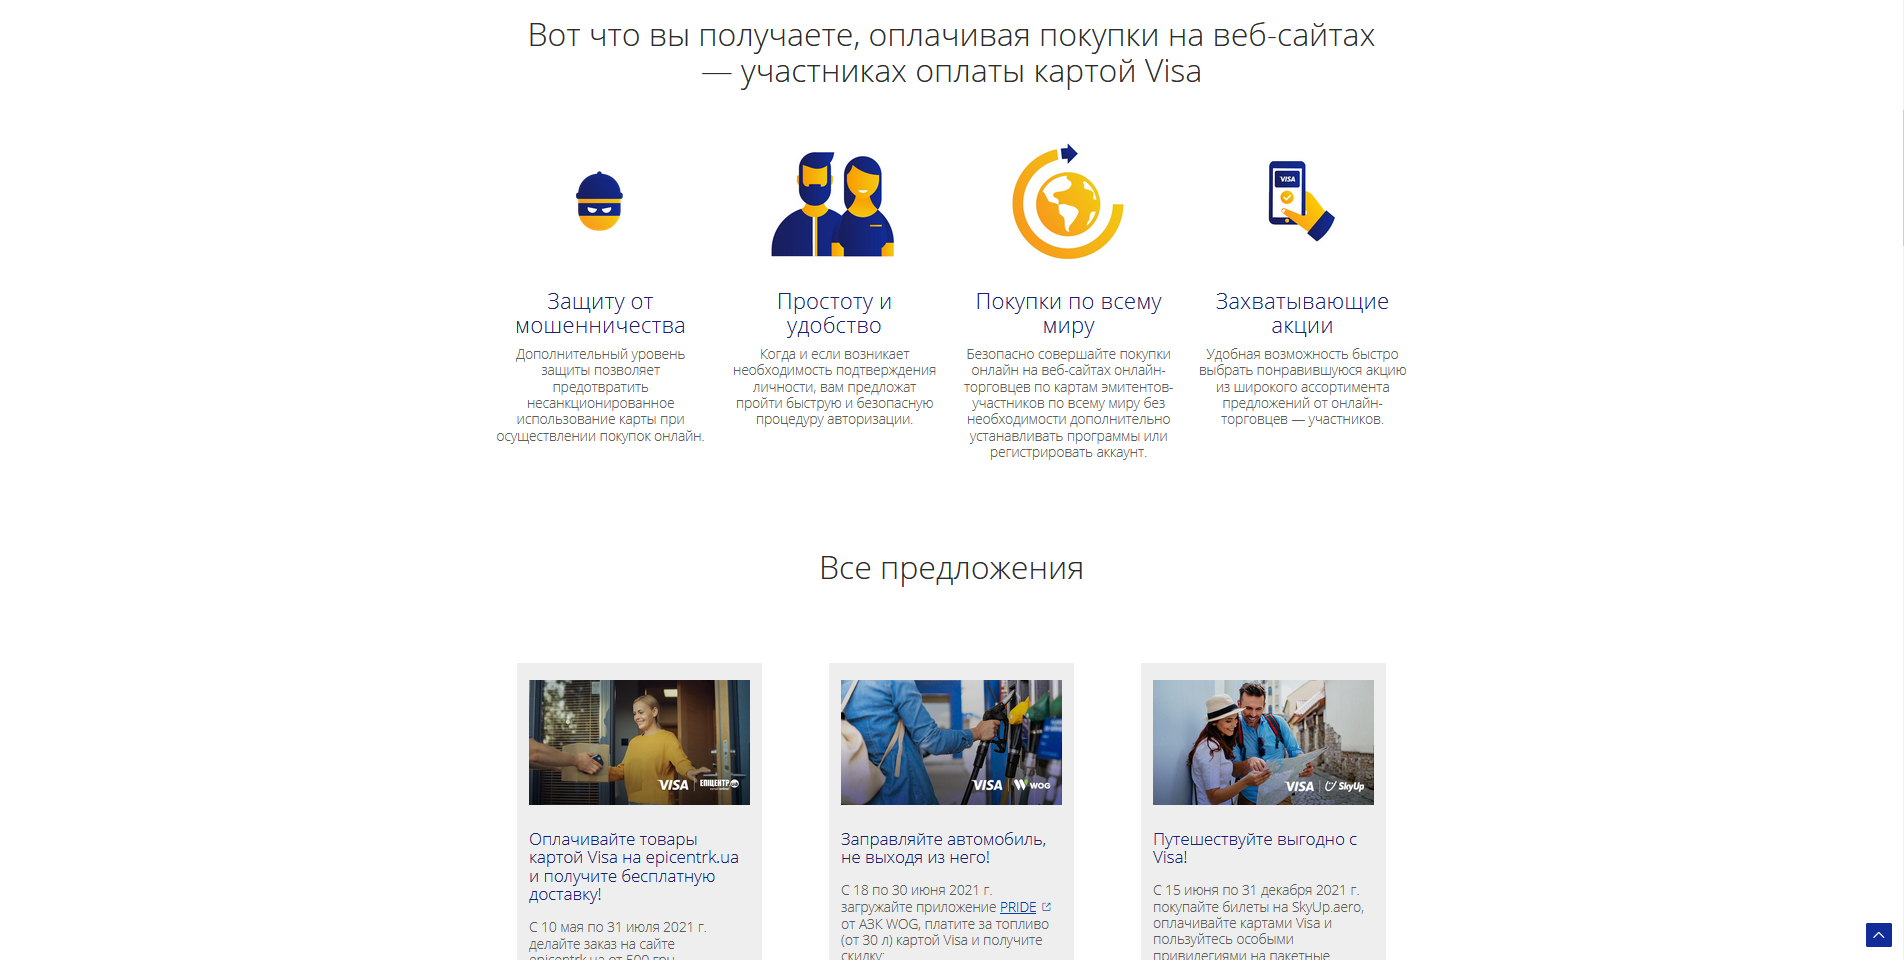 Вот что вы получаете, оплачивая покупки на веб-сайтах
— участниках оплаты картой Visa
VISA
Защиту от
мошенничества
Дополнительный уровень
защиты позволяет
предотвратить
несанкционированное
использование карты при
осуществлении покупок онлайн.
Простоту и
удобство
Когда и если возникает
необходимость подтверждения
личности, вам предложат
пройти быструю и безопасную
процедуру авторизации.
Покупки по всему
миру
Безопасно совершайте покупки
онлайн на веб-сайтах онлайн-
торговцев по картам эмитентов-
участников по всему миру без
необходимости дополнительно
устанавливать программы или
регистрировать аккаунт.
Захватывающие
акции
Удобная возможность быстро
выбрать понравившуюся акцию
из широкого ассортимента
предложений от онлайн-
торговцев — участников.
Все предложения
VISA ЕПІЦЕНТР
Оплачивайте товары
картой Visa на epicentrk.ua
и получите бесплатную
доставку!
С 10 мая по 31 июля 2021 г.
делайте заказ на сайте
epicentrk.ua от 500 грн
VISA WOG
Заправляйте автомобиль,
не выходя из него!
С 18 по 30 июня 2021 г.
загружайте приложение PRIDE
от АЗК WOG, платите за топливо
(от 30 л) картой Visa и получите
скидку:
VISA SkyUp
Путешествуйте выгодно с
Visa!
С 15 июня по 31 декабря 2021 г.
покупайте билеты на SkyUp.aero,
оплачивайте картами Visa и
пользуйтесь особыми
привилегиями на пакетные